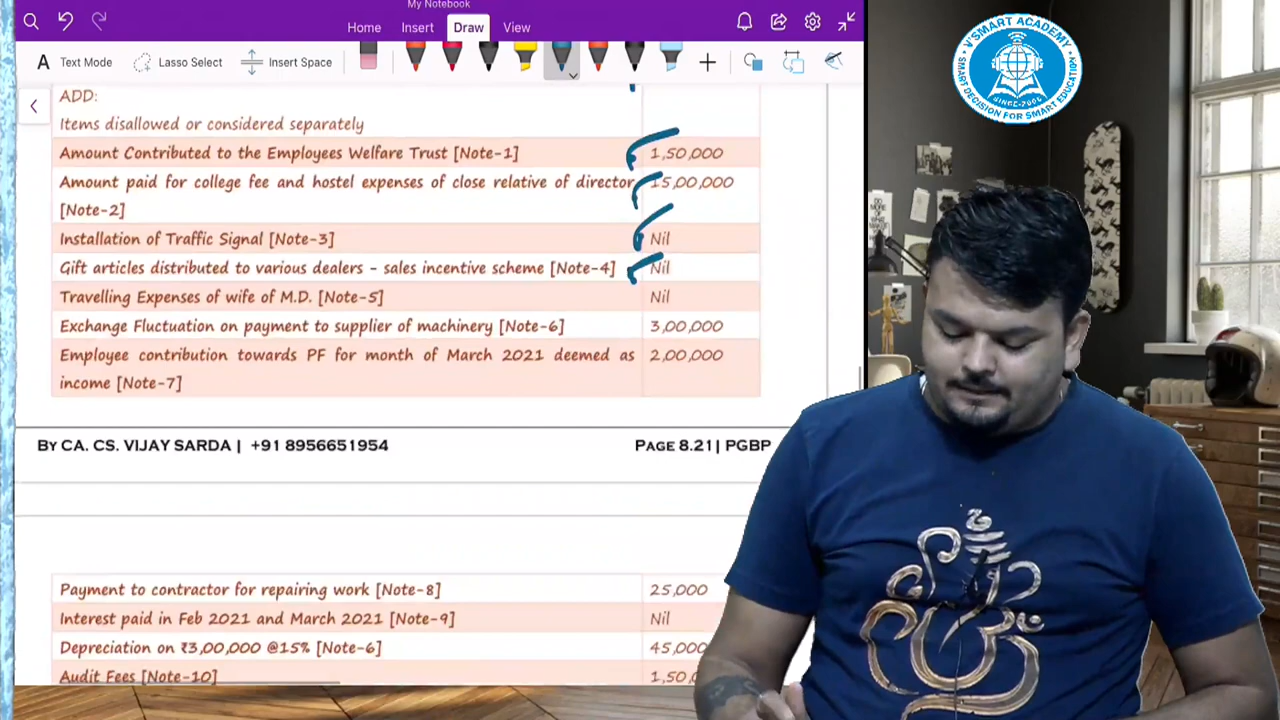 My Notebook
Home Insert Draw View
Text Mode Lasso Select Insert Space
V'SMART ACADEMY
SMART DECISION FOR SMART EDUCATION
ADD:
Items disallowed or considered separately
Amount Contributed to the Employees Welfare Trust [Note-1] 1,50,000
Amount paid for college fee and hostel expenses of close relative of director 15,00,000
[Note-2]
Installation of Traffic Signal [Note-3] Nil
Gift articles distributed to various dealers - sales incentive scheme [Note-4] Nil
Travelling Expenses of wife of M.D. [Note-5] Nil
Exchange Fluctuation on payment to supplier of machinery [Note-6] 3,00,000
Employee contribution towards PF for month of March 2021 deemed as 2,00,000
income [Note-7]
BY CA. CS. VIJAY SARDA | +91 8956651954 PAGE 8.21| PGBP
Payment to contractor for repairing work [Note-8] 25,000
Interest paid in Feb 2021 and March 2021 [Note-9] Nil
Depreciation on ₹3,00,000 @15% [Note-6] 45,000
Audit Fees [Note-10]